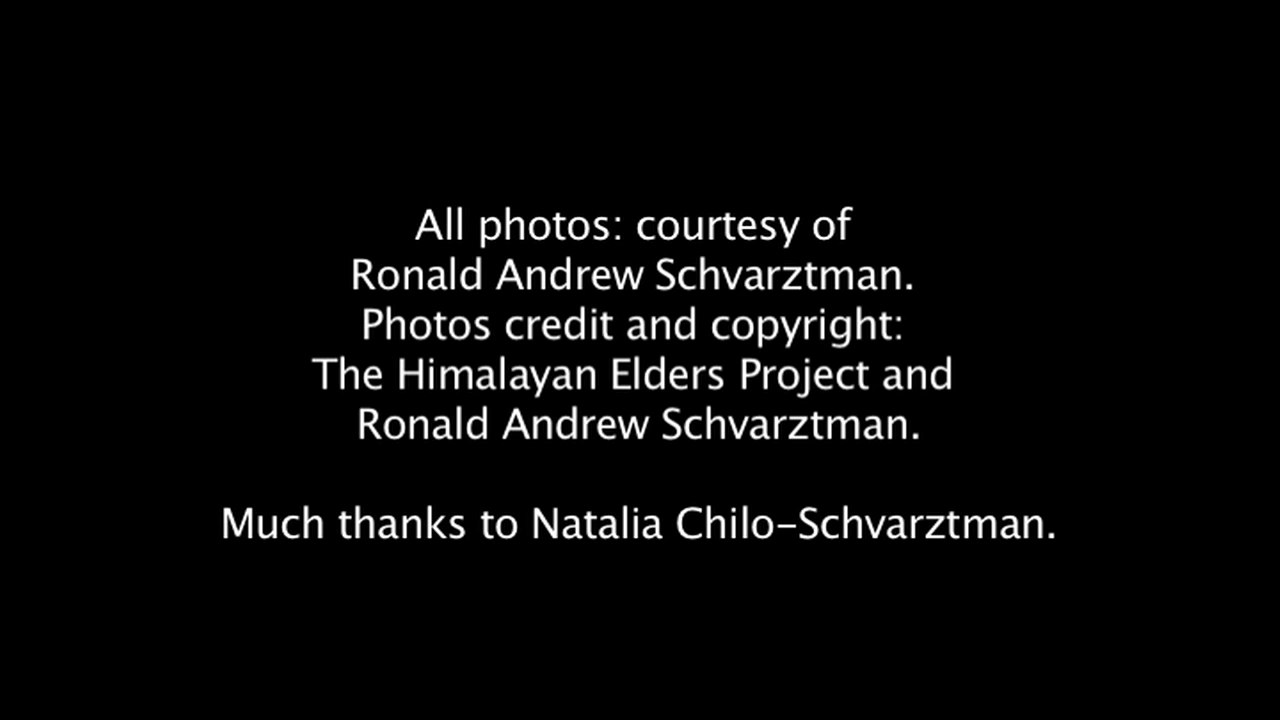 All photos: courtesy of
Ronald Andrew Schvarztman.
Photos credit and copyright:
The Himalayan Elders Project and
Ronald Andrew Schvarztman.
Much thanks to Natalia Chilo-Schvarztman.